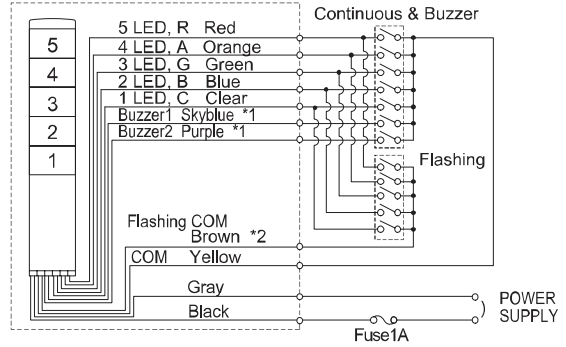 Continuous & Buzzer
5 LED, R Red
4 LED, A Orange
3 LED, G Green
2 LED, B Blue
1 LED, C Clear
Buzzer1 Skyblue *1
Buzzer2 Purple *1
5
4
3
2
1
Flashing
Flashing COM
Brown *2
COM Yellow
Gray
Black
Fuse1A
POWER
SUPPLY